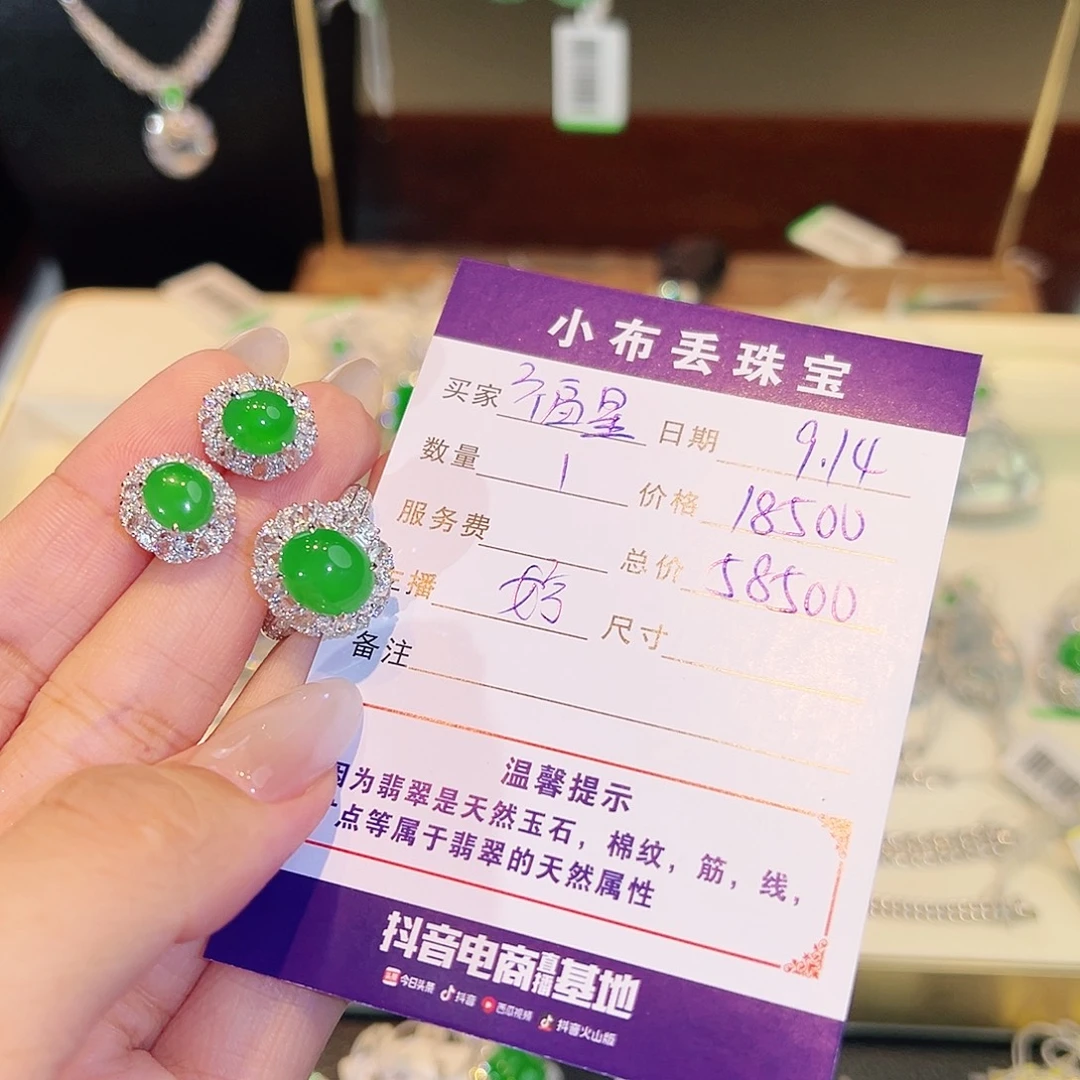 小布丢珠宝
买家 福星 日期 9.14
数量 1 价格 18500
服务费 总价 58500
主播 尺寸
备注
温馨提示
因为翡翠是天然玉石，棉纹，筋，线，
点等属于翡翠的天然属性
抖音电商直播基地
今日头条 抖音 西瓜视频 抖音火山版